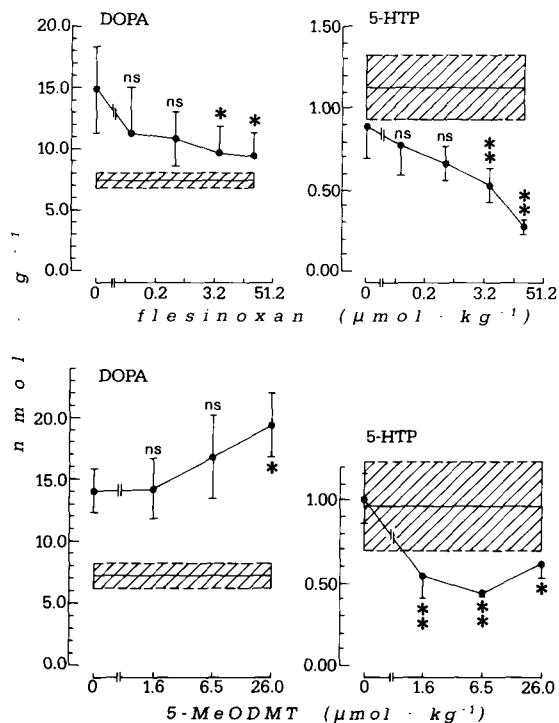 DOPA
5-HTP
20.0
15.0
10.0
5.0
0.0
ns
ns
*
*
1.50
1.00
0.50
0.00
ns
ns
**
**
0 0.2 3.2 51.2
0 0.2 3.2 51.2
flesinoxan (μmol · kg⁻¹)
nmol · g⁻¹
DOPA
5-HTP
20.0
15.0
10.0
5.0
0.0
ns
ns
*
1.00
0.50
0.00
**
**
*
0 1.6 6.5 26.0
0 1.6 6.5 26.0
5-MeODMT (μmol · kg⁻¹)